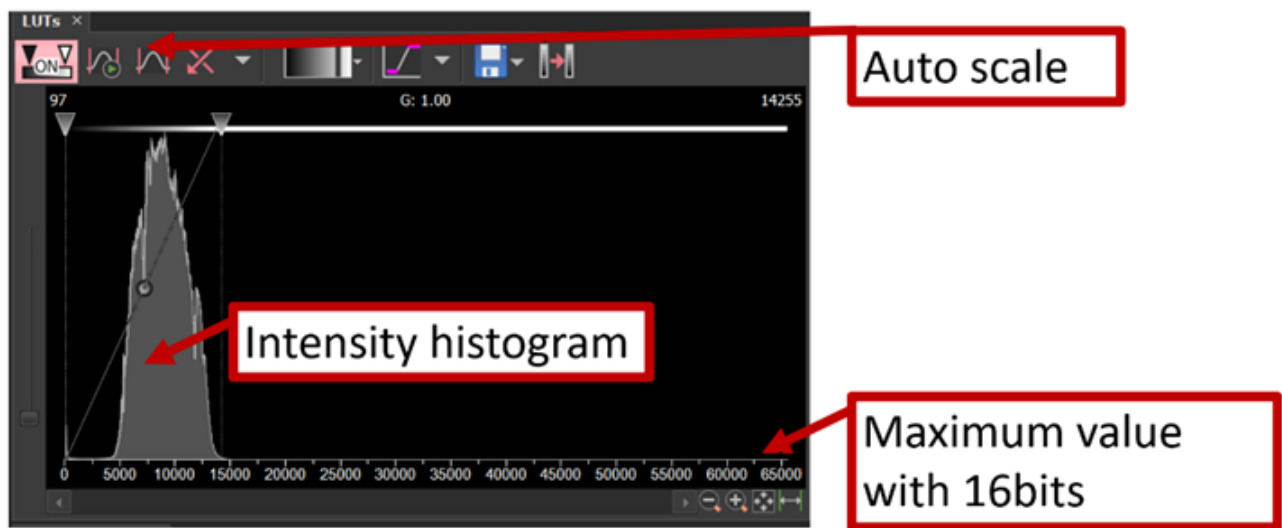 LUTs ×
ON
Auto scale
97 G: 1.00 14255
Intensity histogram
Maximum value
with 16bits
0 5000 10000 15000 20000 25000 30000 35000 40000 45000 50000 55000 60000 65000